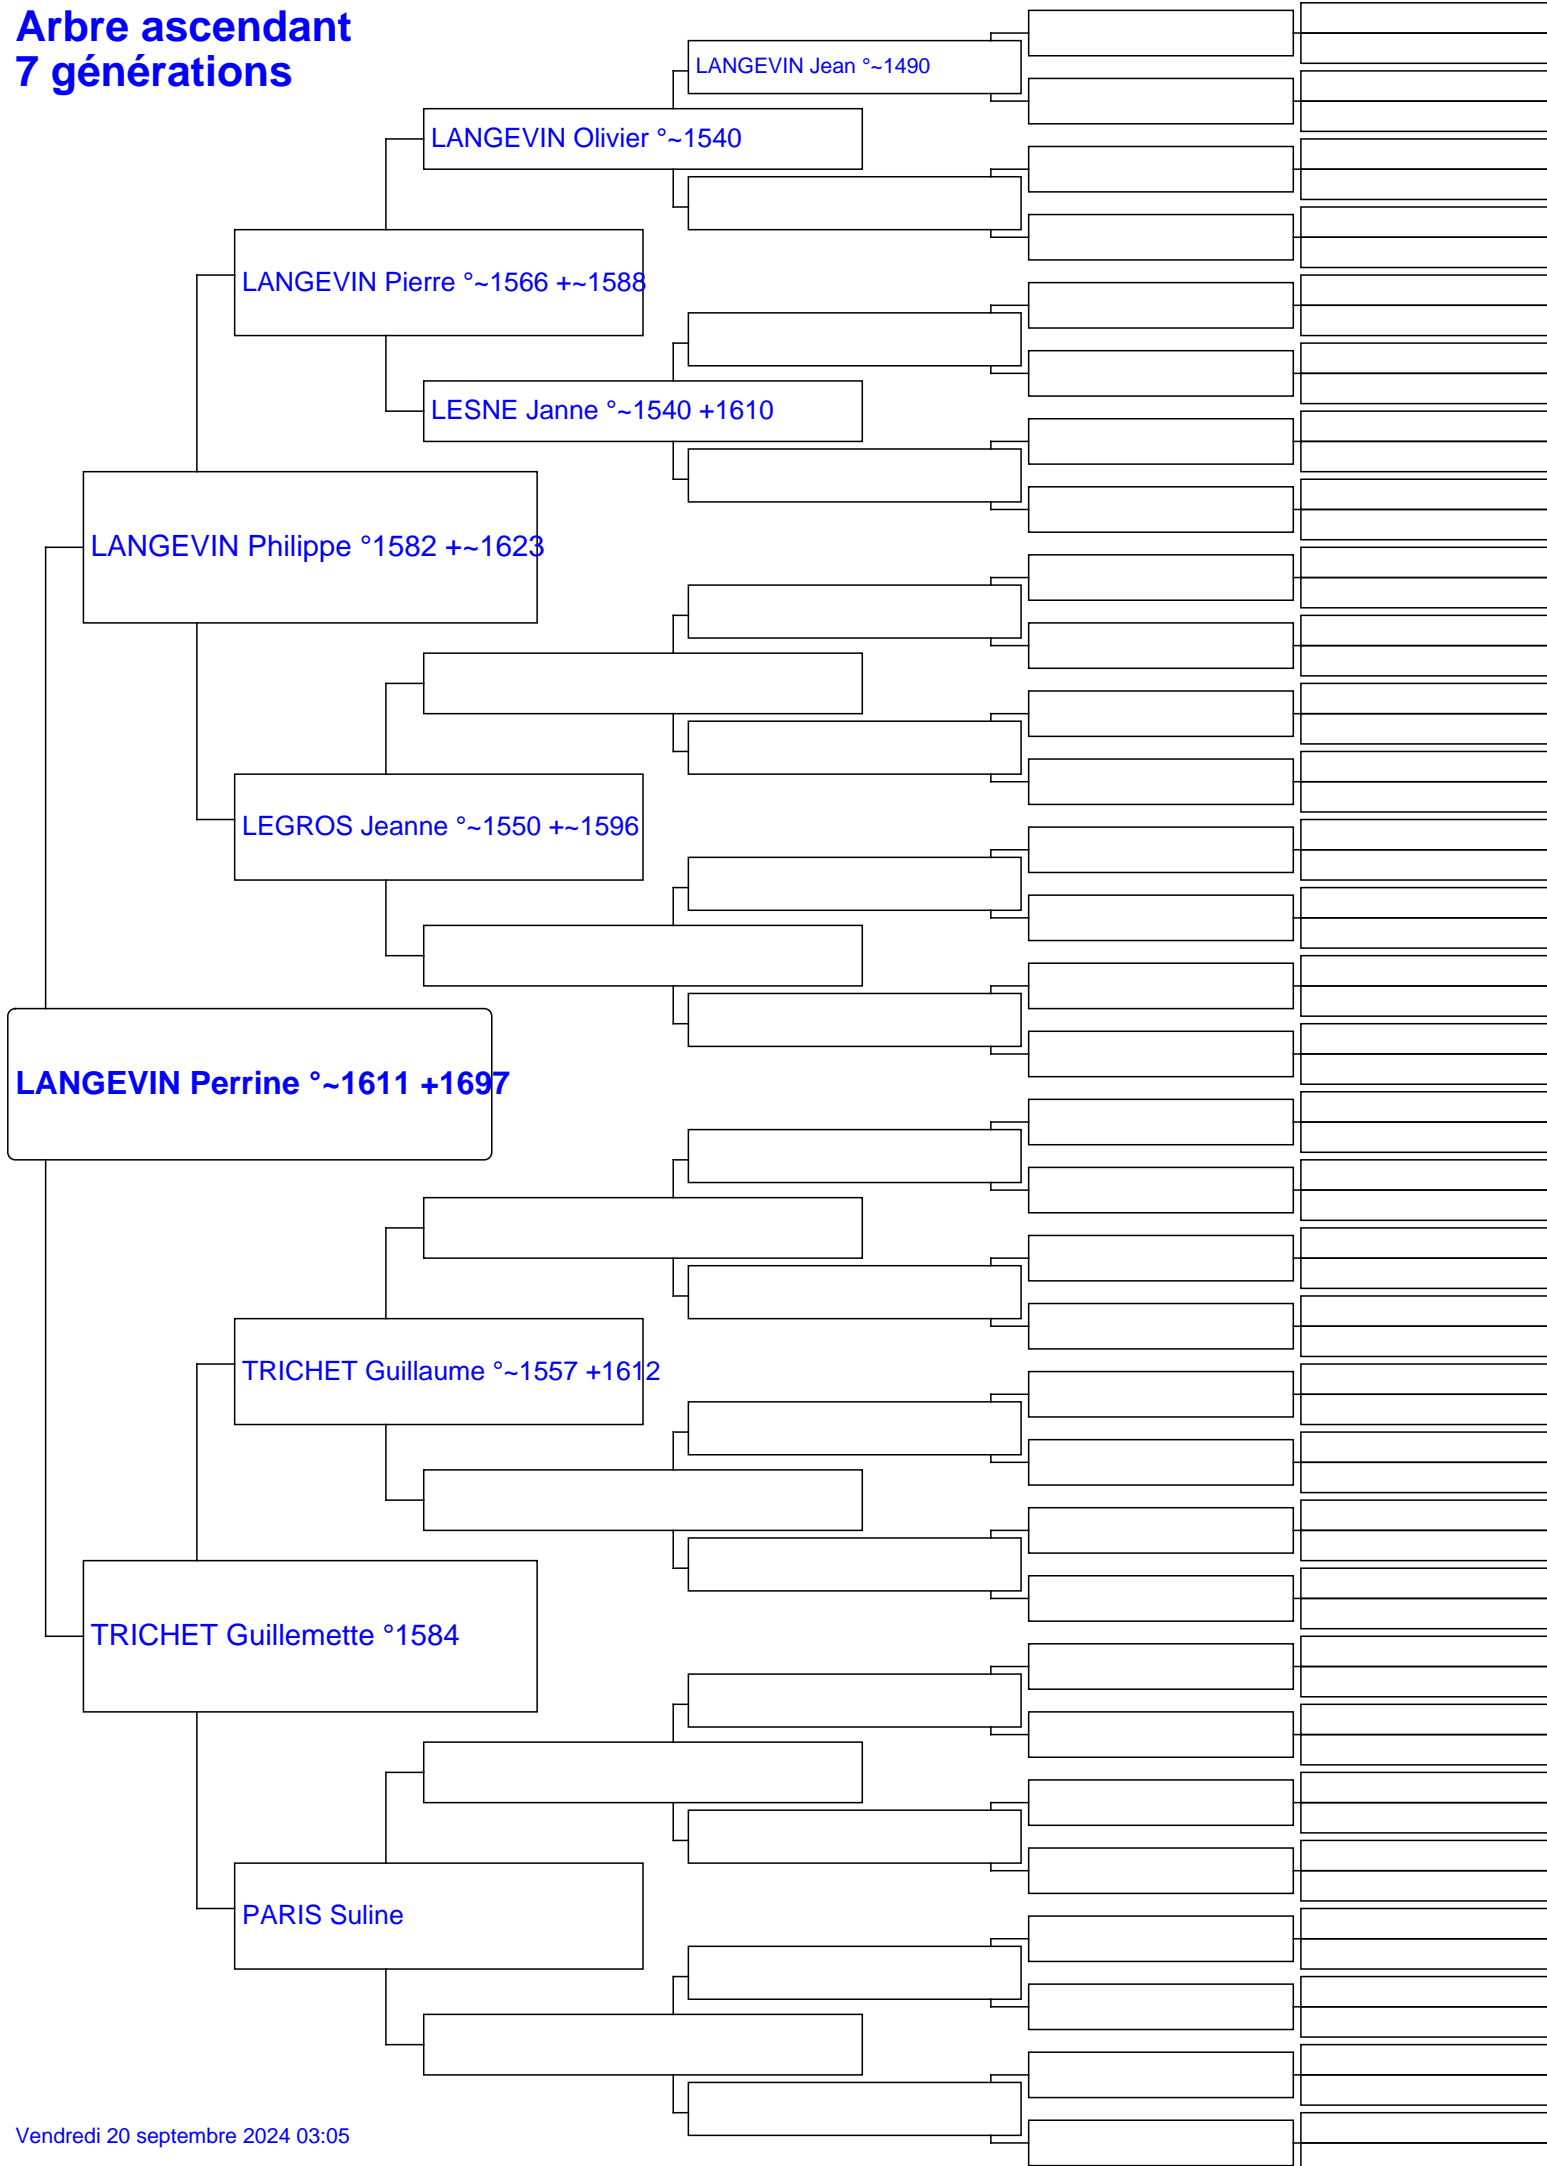 Arbre ascendant
7 générations
LANGEVIN Jean °~1490
LANGEVIN Olivier °~1540
LANGEVIN Pierre °~1566 +~1588
LESNE Janne °~1540 +1610
LANGEVIN Philippe °1582 +~1623
LEGROS Jeanne °~1550 +~1596
LANGEVIN Perrine °~1611 +1697
TRICHET Guillaume °~1557 +1612
TRICHET Guillemette °1584
PARIS Suline
Vendredi 20 septembre 2024 03:05